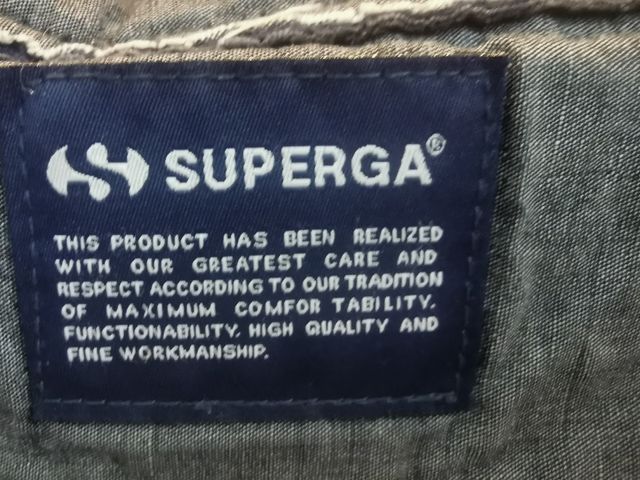 SUPERGA®
THIS PRODUCT HAS BEEN REALIZED
WITH OUR GREATEST CARE AND
RESPECT ACCORDING TO OUR TRADITION
OF MAXIMUM COMFOR TABILITY.
FUNCTIONABILITY. HIGH QUALITY AND
FINE WORKMANSHIP.